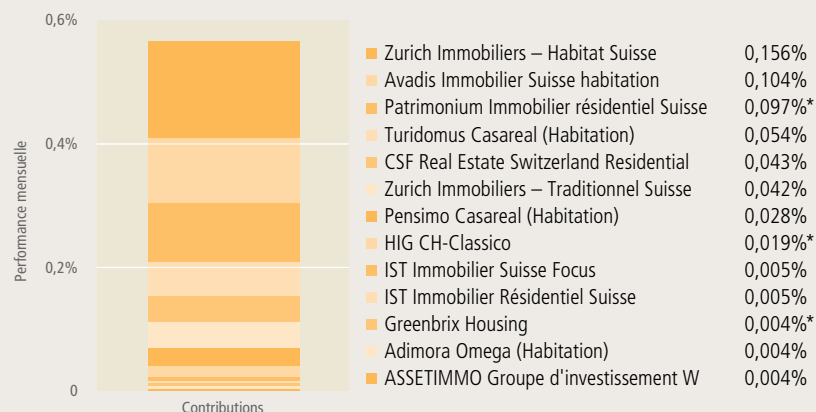 0,6%
0,4%
0,2%
0
Performance mensuelle
Contributions
Zurich Immobiliers – Habitat Suisse 0,156%
Avadis Immobilier Suisse habitation 0,104%
Patrimonium Immobilier résidentiel Suisse 0,097%*
Turidomus Casareal (Habitation) 0,054%
CSF Real Estate Switzerland Residential 0,043%
Zurich Immobiliers – Traditionnel Suisse 0,042%
Pensimo Casareal (Habitation) 0,028%
HIG CH-Classico 0,019%*
IST Immobilier Suisse Focus 0,005%
IST Immobilier Résidentiel Suisse 0,005%
Greenbrix Housing 0,004%*
Adimora Omega (Habitation) 0,004%
ASSETIMMO Groupe d'investissement W 0,004%